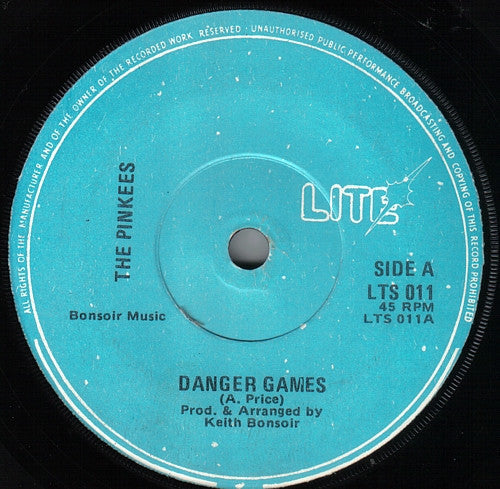 ALL RIGHTS OF THE MANUFACTURER AND OF THE OWNER OF THE RECORDED WORK RESERVED · UNAUTHORISED PUBLIC PERFORMANCE BROADCASTING AND COPYING OF THIS RECORD PROHIBITED
THE PINKEES
LITE
SIDE A
LTS 011
45 RPM
LTS 011A
Bonsoir Music
DANGER GAMES
(A. Price)
Prod. & Arranged by
Keith Bonsoir